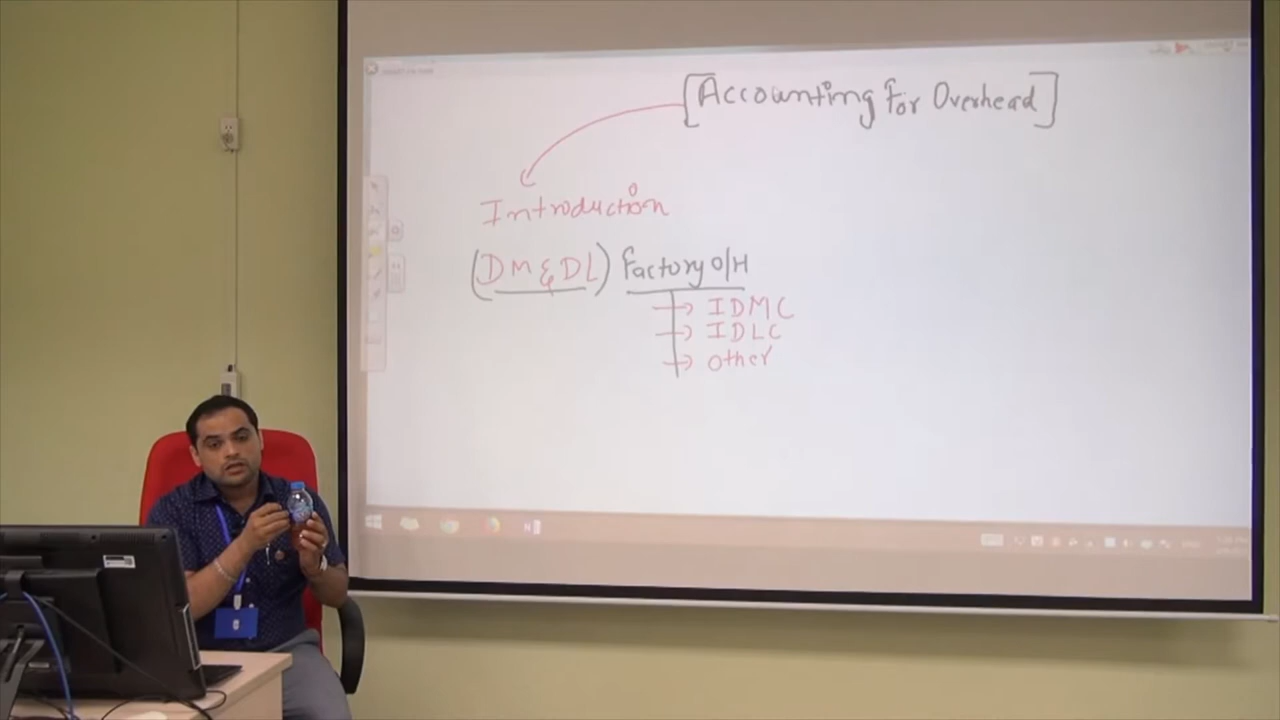 [Accounting For Overhead]
Introduction
(DM & DL) Factory O/H
→ IDMC
→ IDLC
→ Other